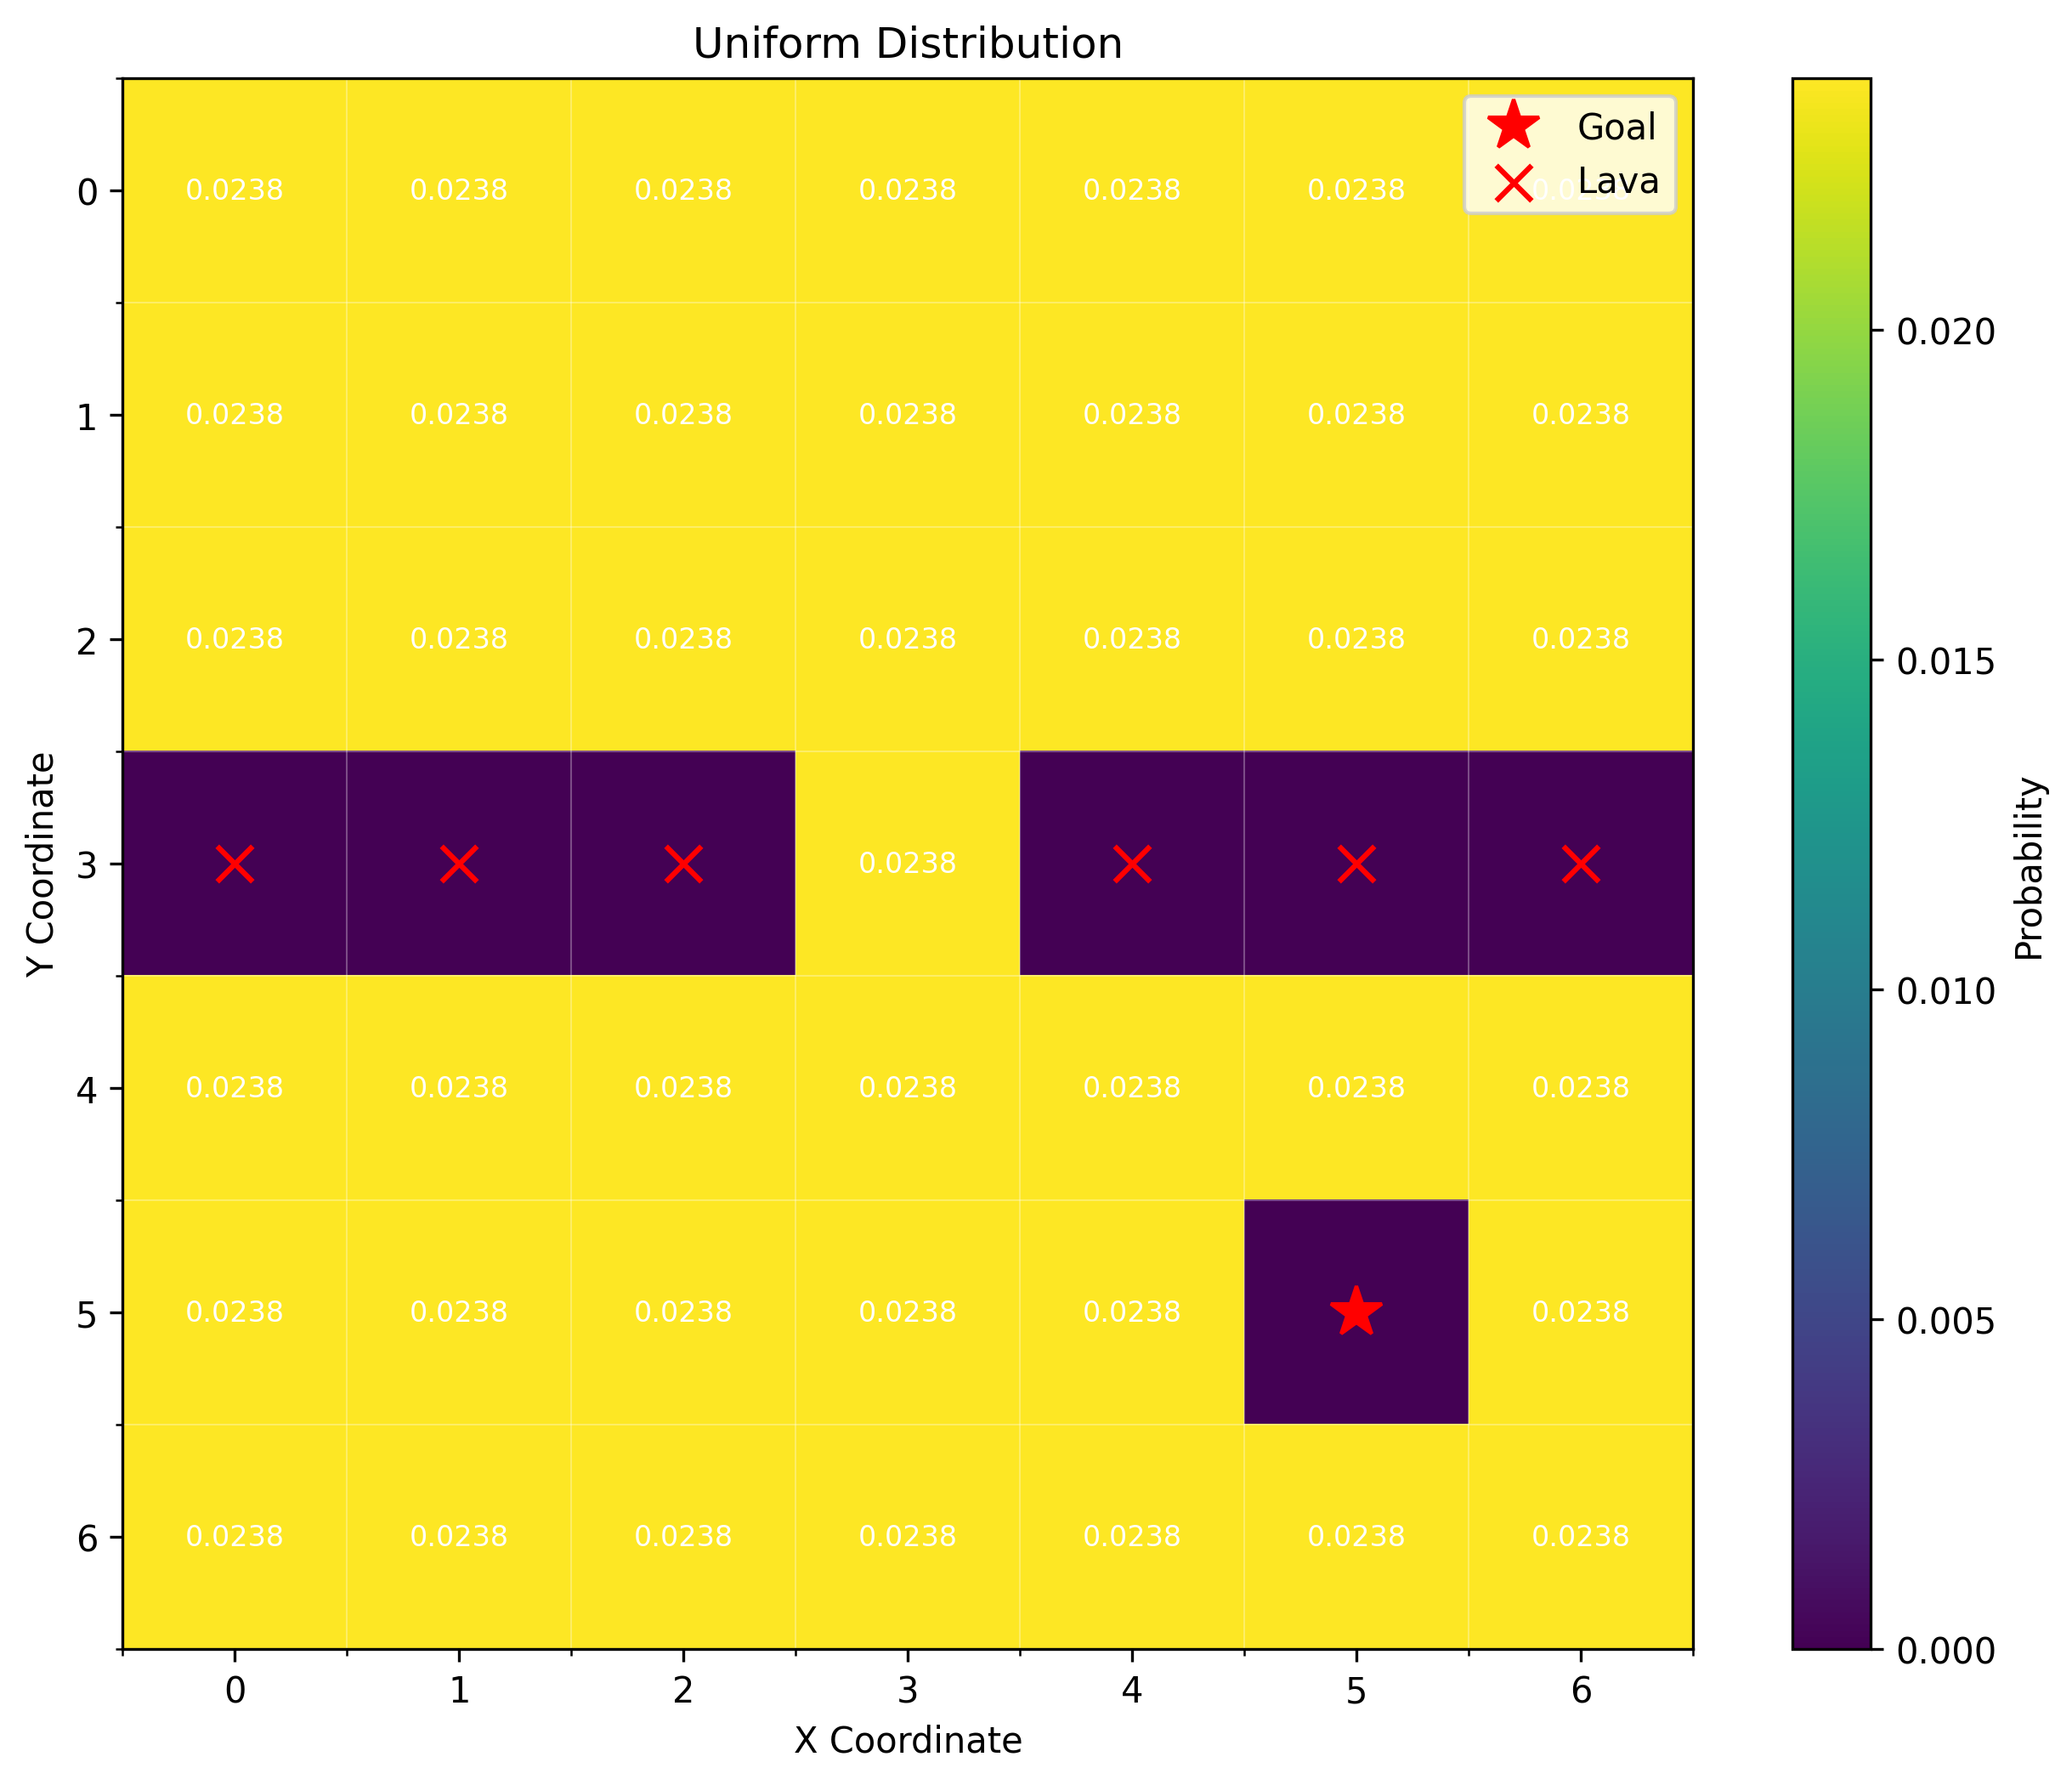 Uniform Distribution
Goal
Lava
0 0.0238 0.0238 0.0238 0.0238 0.0238 0.0238
1 0.0238 0.0238 0.0238 0.0238 0.0238 0.0238 0.0238
2 0.0238 0.0238 0.0238 0.0238 0.0238 0.0238 0.0238
3 0.0238
4 0.0238 0.0238 0.0238 0.0238 0.0238 0.0238 0.0238
5 0.0238 0.0238 0.0238 0.0238 0.0238 0.0238
6 0.0238 0.0238 0.0238 0.0238 0.0238 0.0238 0.0238
0 1 2 3 4 5 6
X Coordinate
Y Coordinate
0.020
0.015
0.010
0.005
0.000
Probability